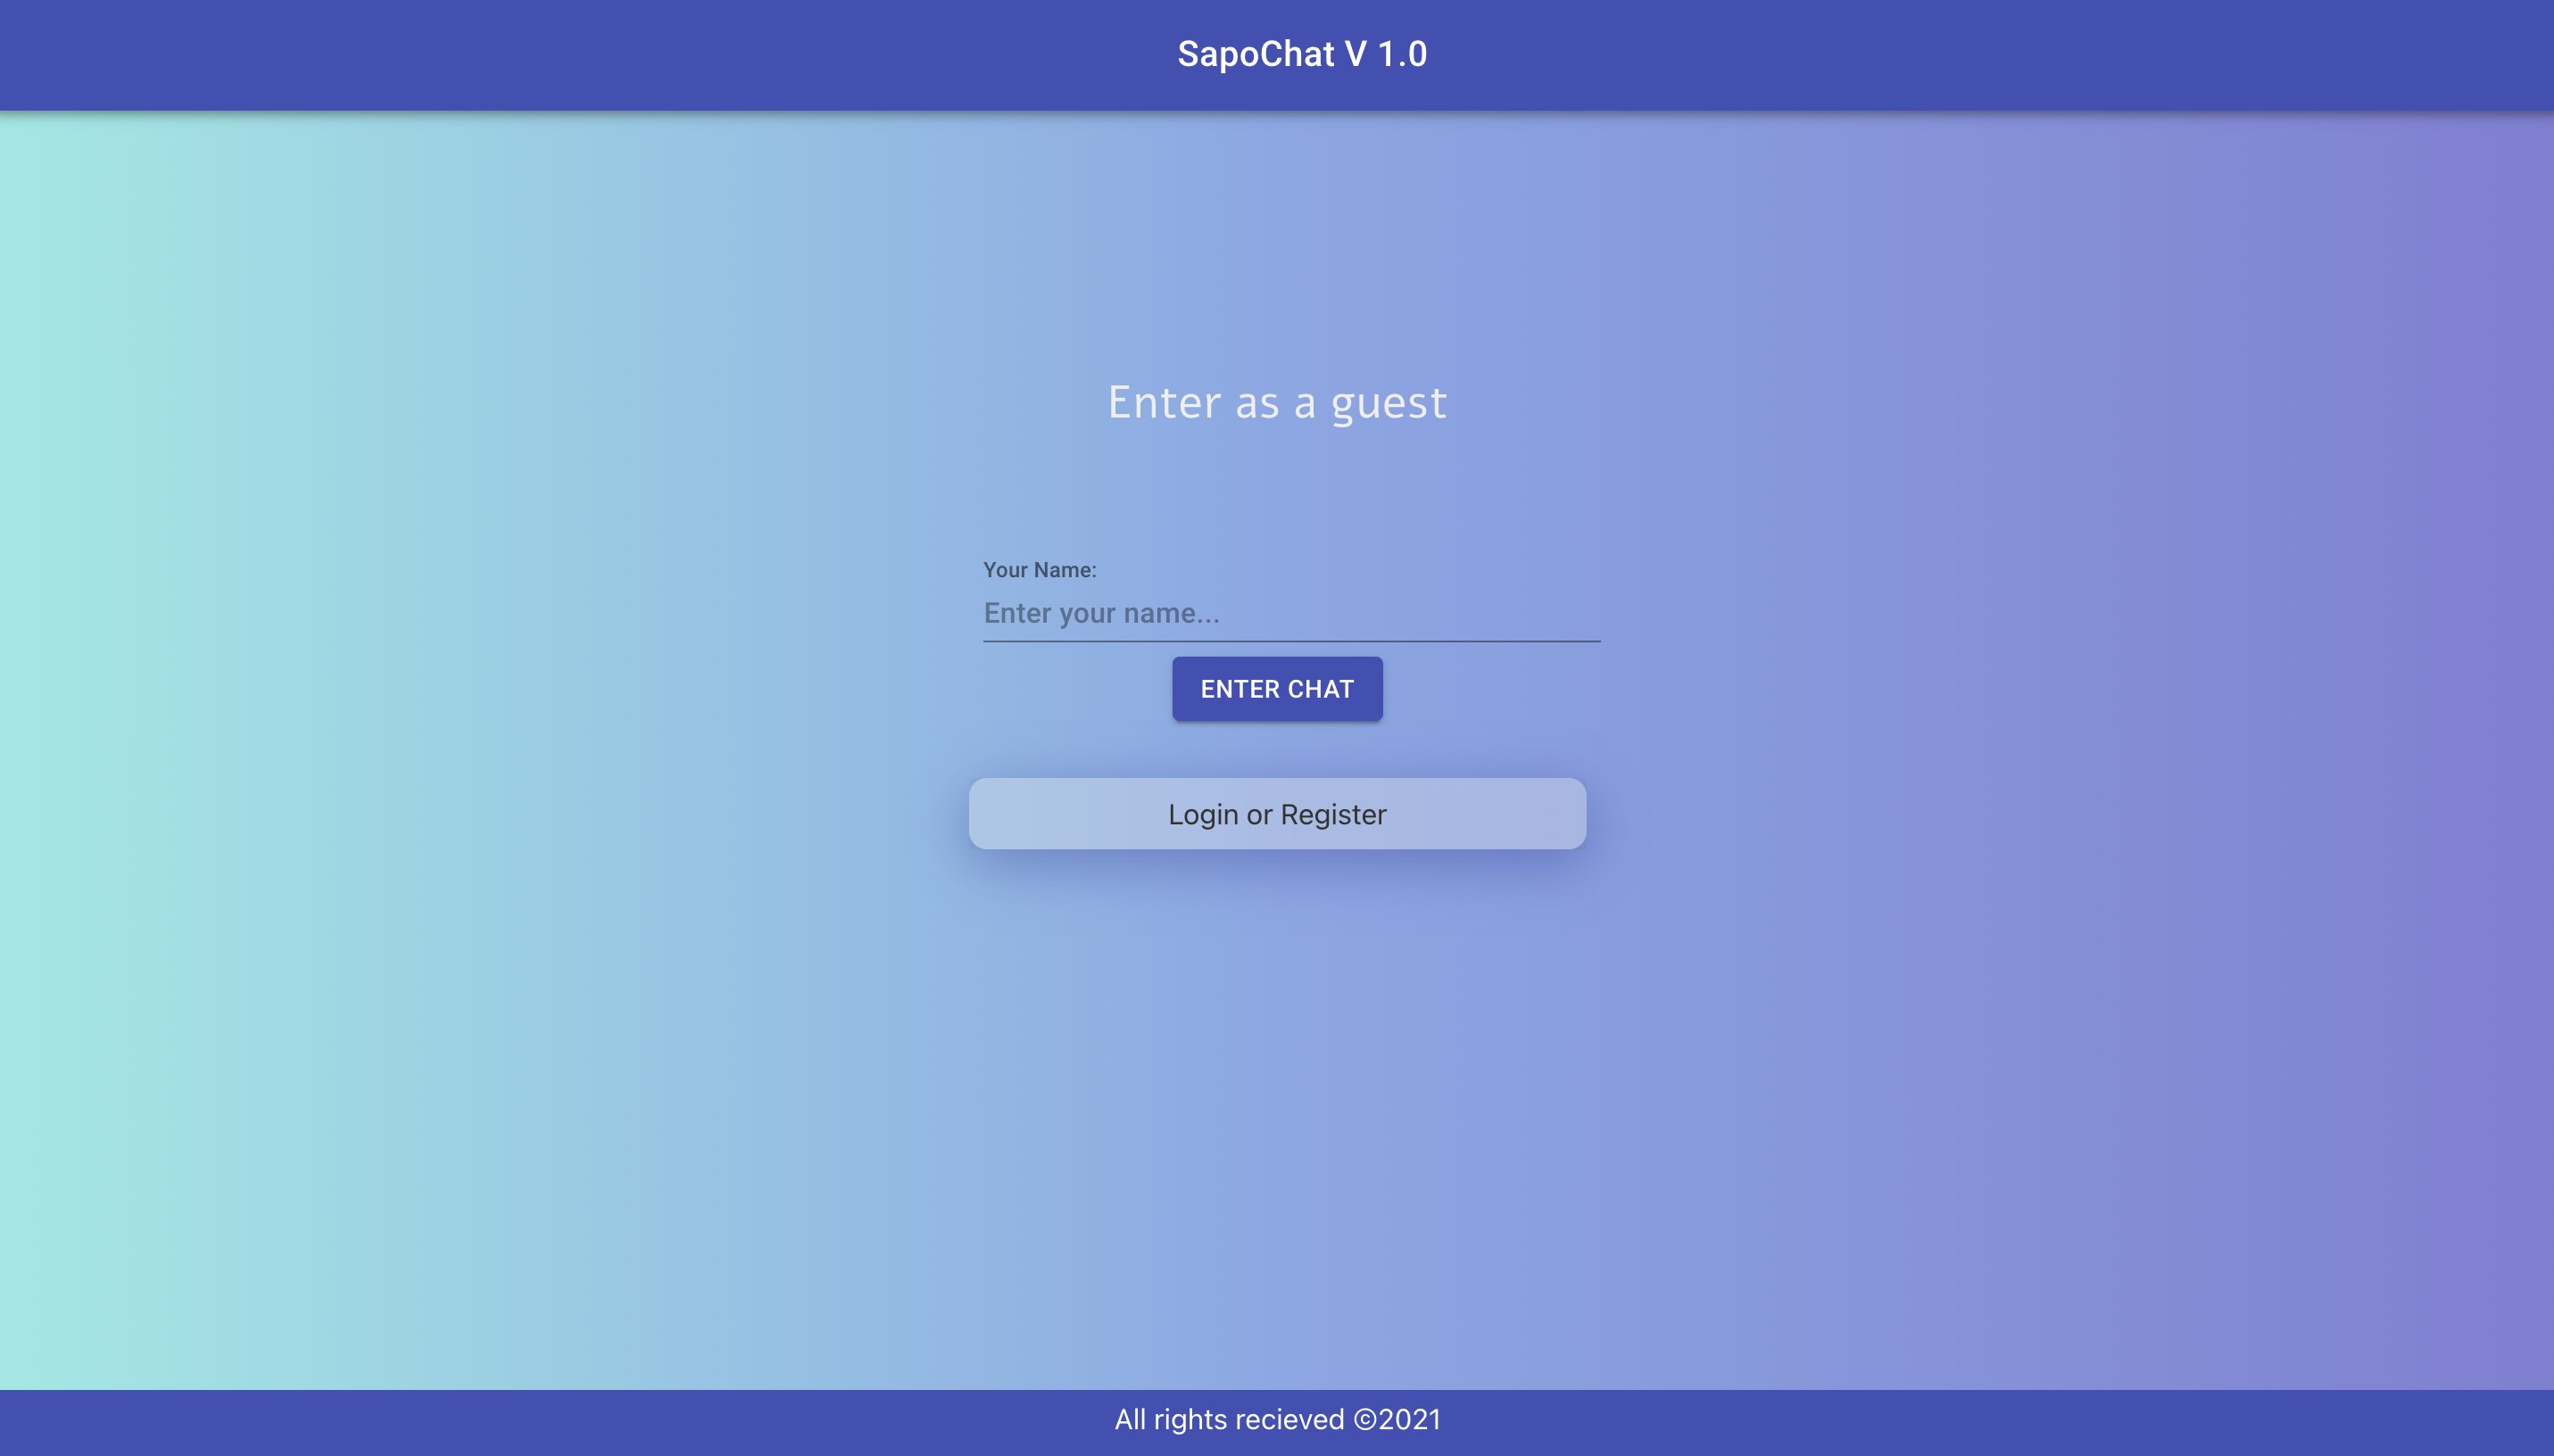 SapoChat V 1.0
Enter as a guest
Your Name:
Enter your name...
ENTER CHAT
Login or Register
All rights recieved ©2021